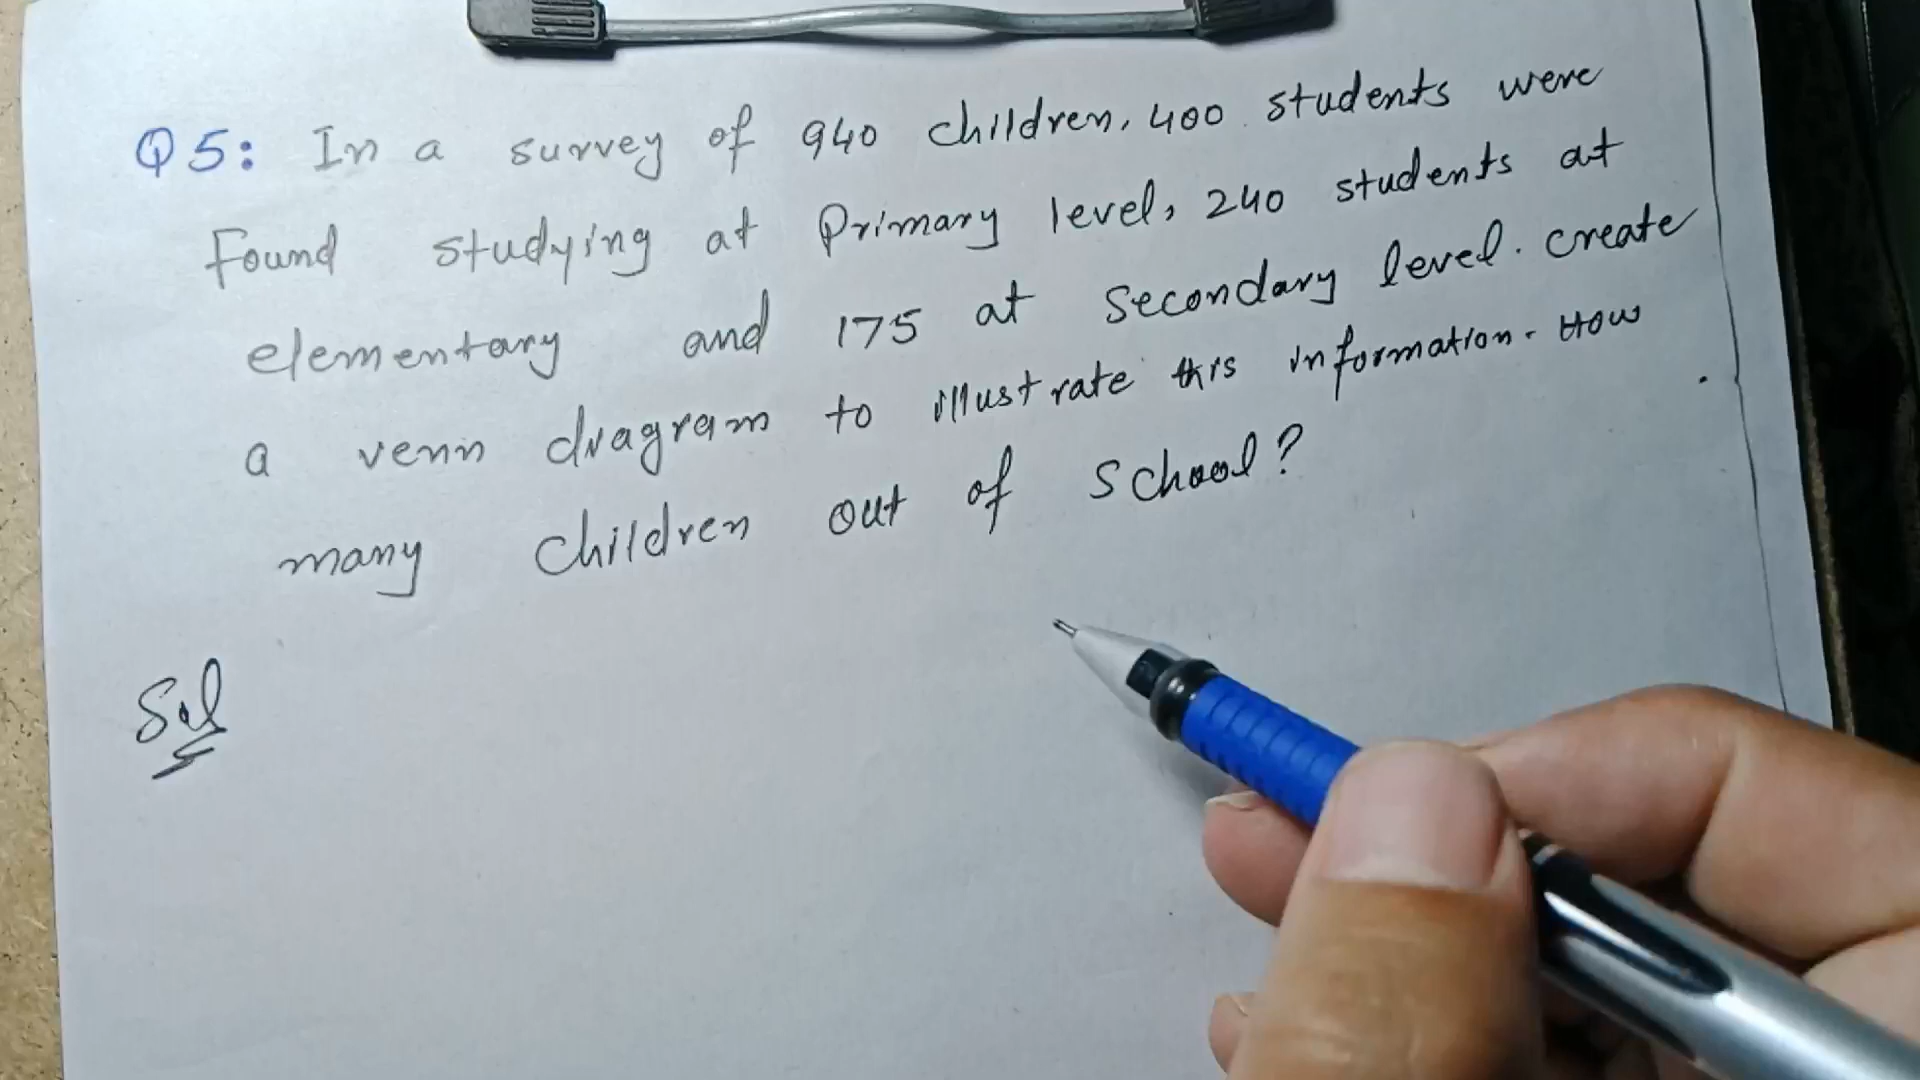 Q5: In a survey of 940 children, 400 students were
Found studying at Primary level, 240 students at
elementary and 175 at Secondary level. create
a venn diagram to illustrate this information. How
many children out of school?
Sol